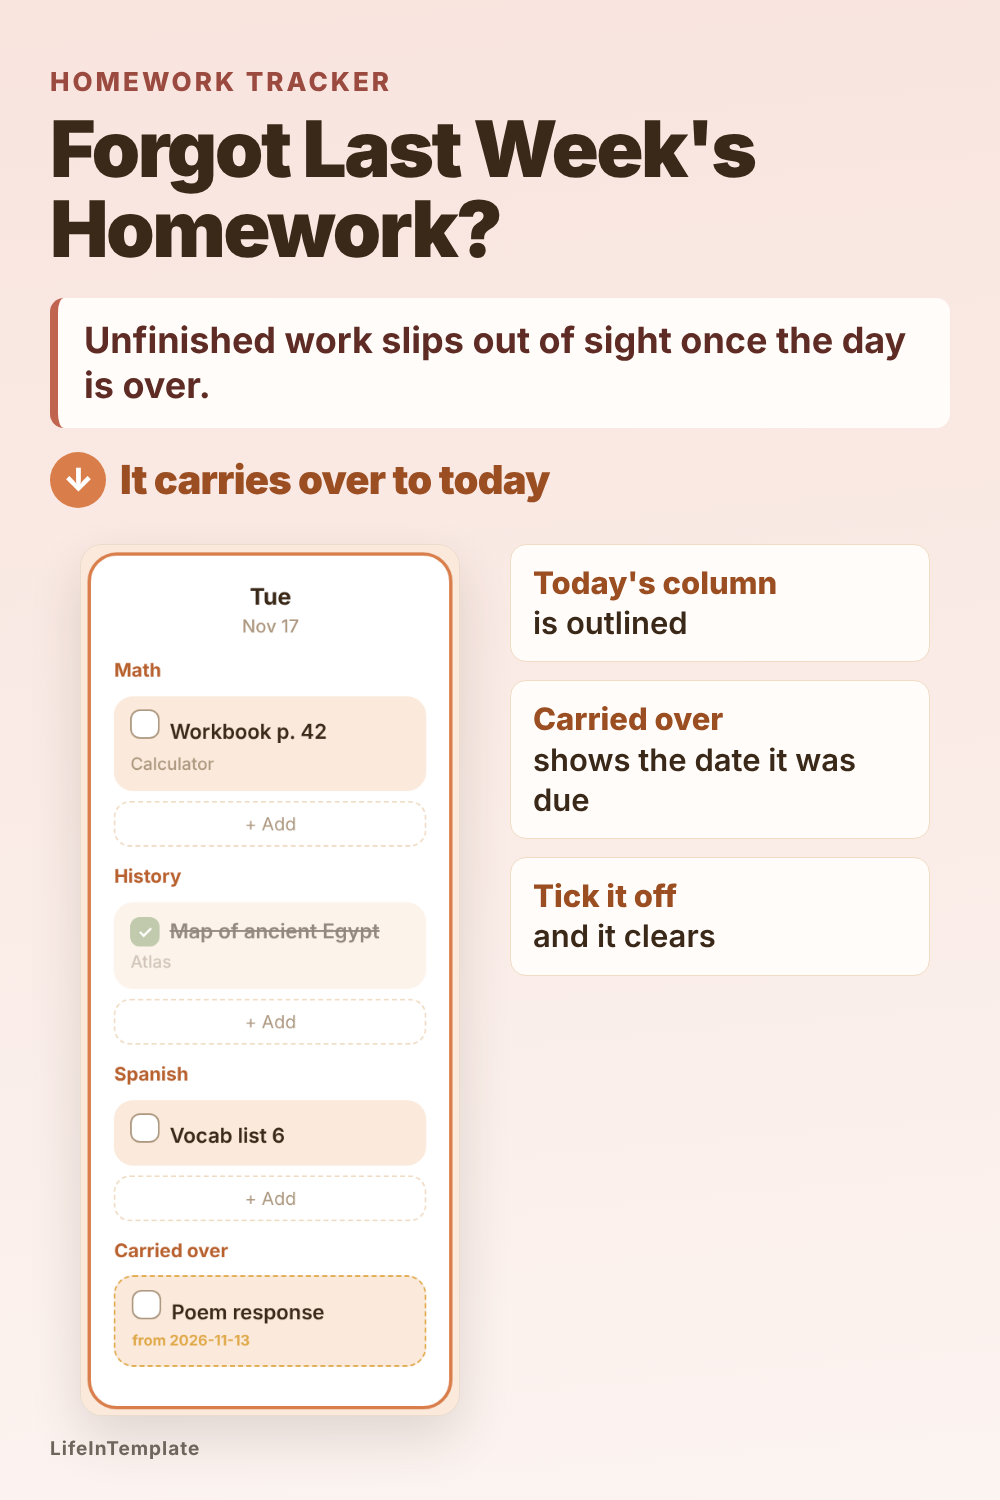 HOMEWORK TRACKER
Forgot Last Week's
Homework?
Unfinished work slips out of sight once the day
is over.
It carries over to today
Tue
Nov 17
Math
Workbook p. 42
Calculator
+ Add
History
Map of ancient Egypt
Atlas
+ Add
Spanish
Vocab list 6
+ Add
Carried over
Poem response
from 2026-11-13
Today's column
is outlined
Carried over
shows the date it was
due
Tick it off
and it clears
LifeInTemplate